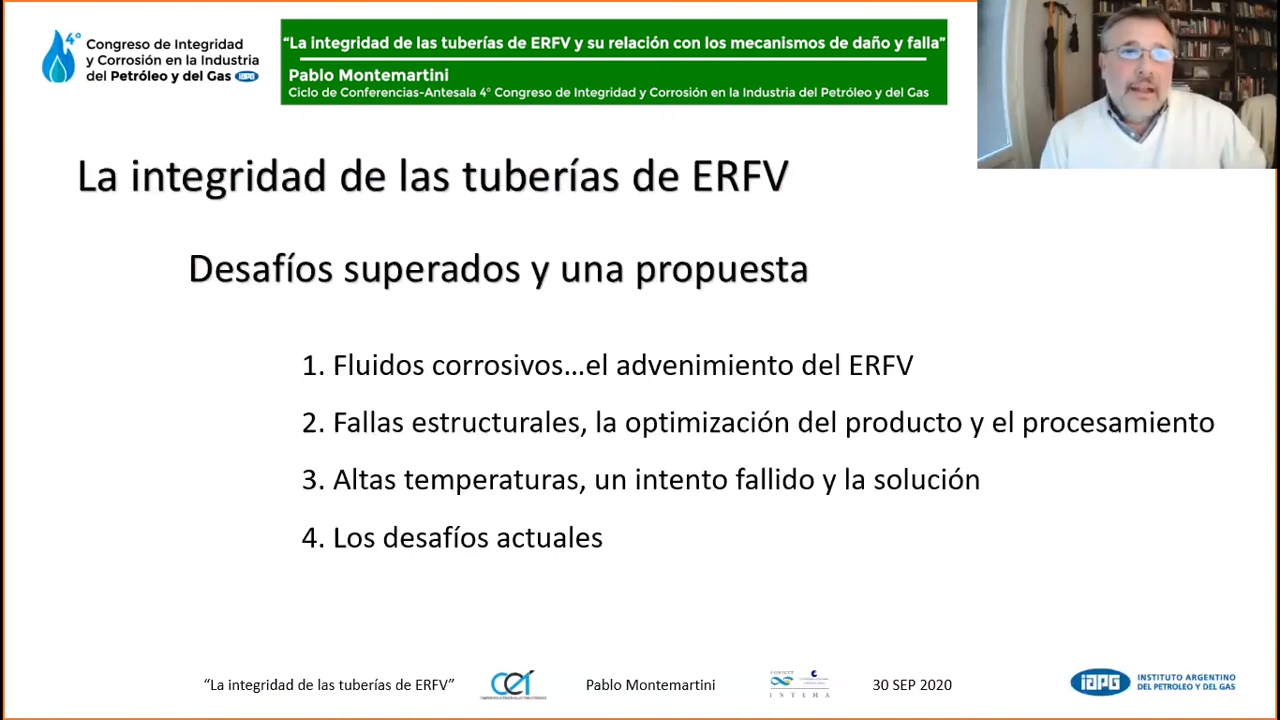 4°
Congreso de Integridad
y Corrosión en la Industria
del Petróleo y del Gas iapg
“La integridad de las tuberías de ERFV y su relación con los mecanismos de daño y falla”
Pablo Montemartini
Ciclo de Conferencias-Antesala 4° Congreso de Integridad y Corrosión en la Industria del Petróleo y del Gas
La integridad de las tuberías de ERFV
Desafíos superados y una propuesta
1. Fluidos corrosivos...el advenimiento del ERFV
2. Fallas estructurales, la optimización del producto y el procesamiento
3. Altas temperaturas, un intento fallido y la solución
4. Los desafíos actuales
“La integridad de las tuberías de ERFV”
Pablo Montemartini
CONICET
INTEMA
30 SEP 2020
iapg
INSTITUTO ARGENTINO
DEL PETROLEO Y DEL GAS